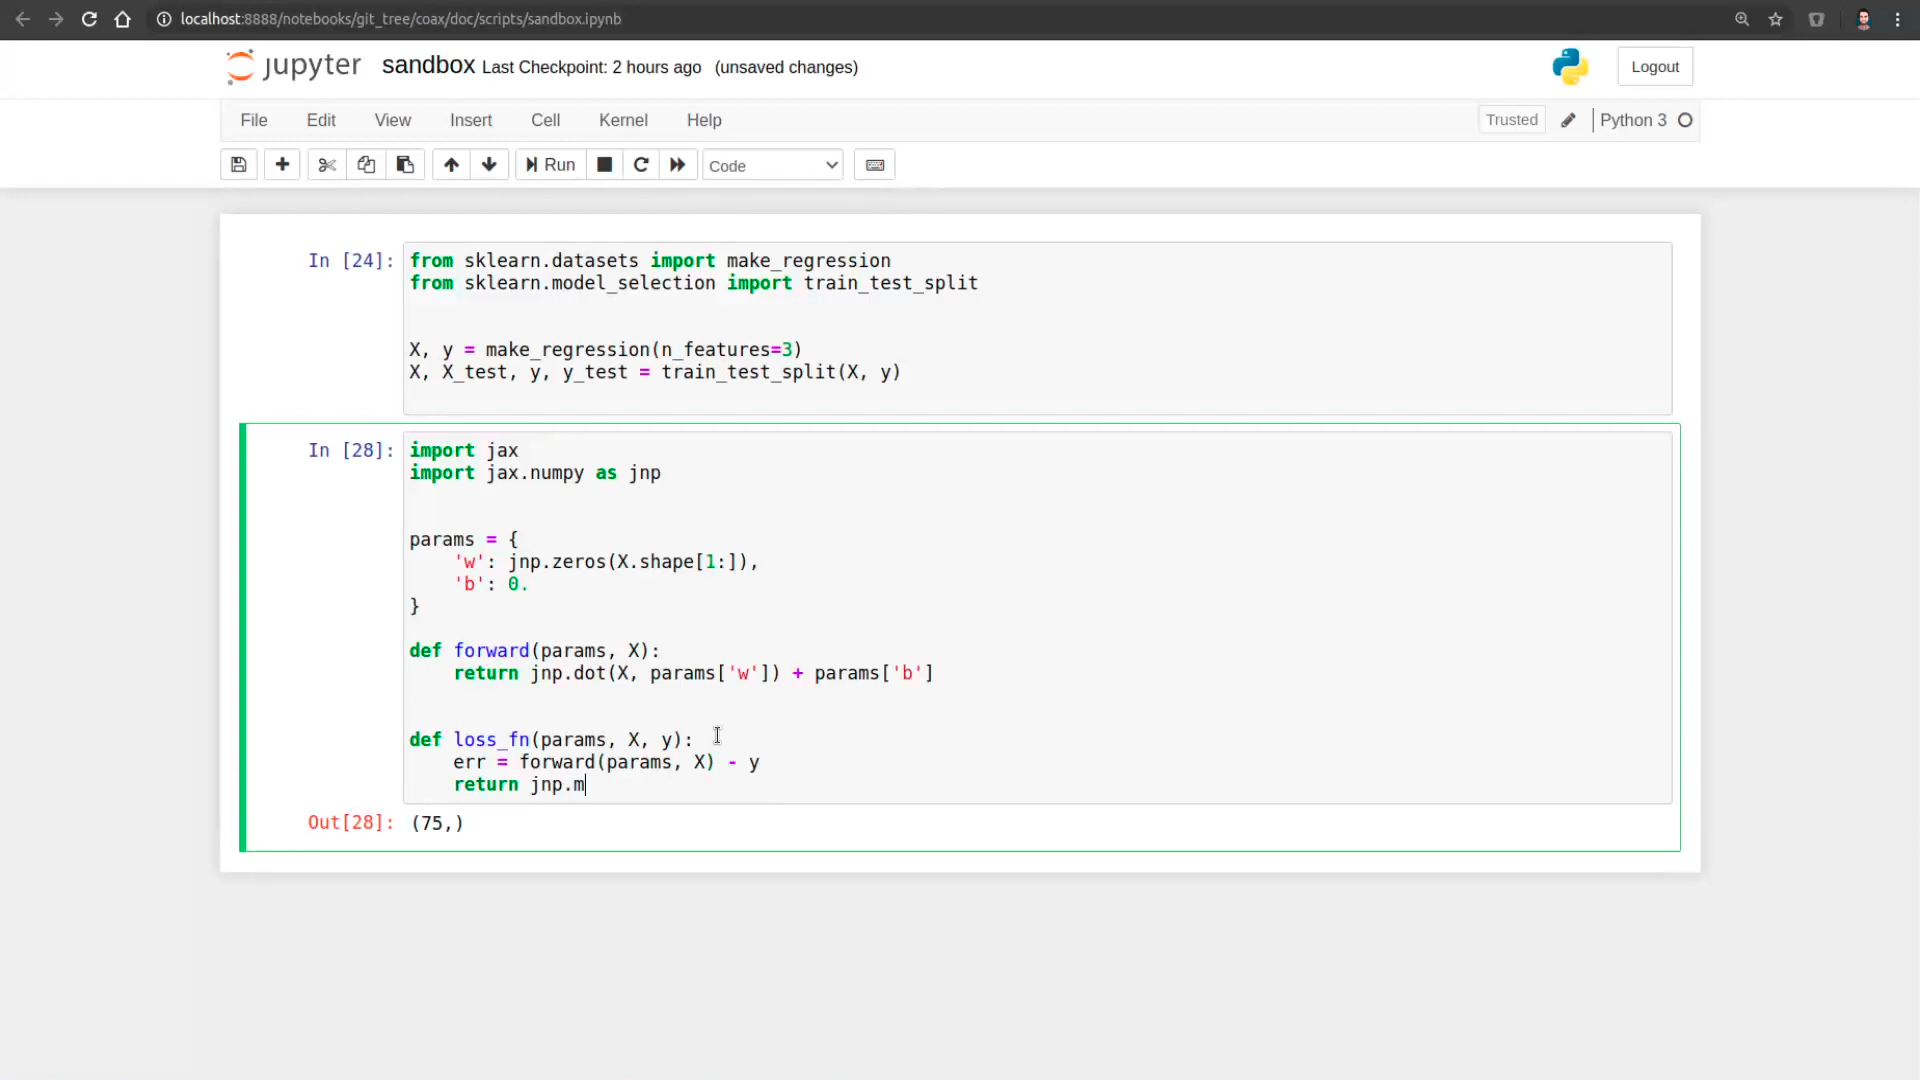 localhost:8888/notebooks/git_tree/coax/doc/scripts/sandbox.ipynb
jupyter sandbox Last Checkpoint: 2 hours ago (unsaved changes)
Logout
File Edit View Insert Cell Kernel Help
Trusted Python 3
Run Code
In [24]: from sklearn.datasets import make_regression
from sklearn.model_selection import train_test_split
X, y = make_regression(n_features=3)
X, X_test, y, y_test = train_test_split(X, y)
In [28]: import jax
import jax.numpy as jnp
params = {
    'w': jnp.zeros(X.shape[1:]),
    'b': 0.
}
def forward(params, X):
    return jnp.dot(X, params['w']) + params['b']
def loss_fn(params, X, y):
    err = forward(params, X) - y
    return jnp.m
Out[28]: (75,)